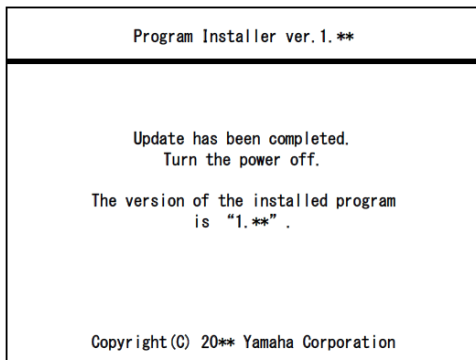 Program Installer ver.1.**
Update has been completed.
Turn the power off.
The version of the installed program
is “1.**”.
Copyright(C) 20** Yamaha Corporation